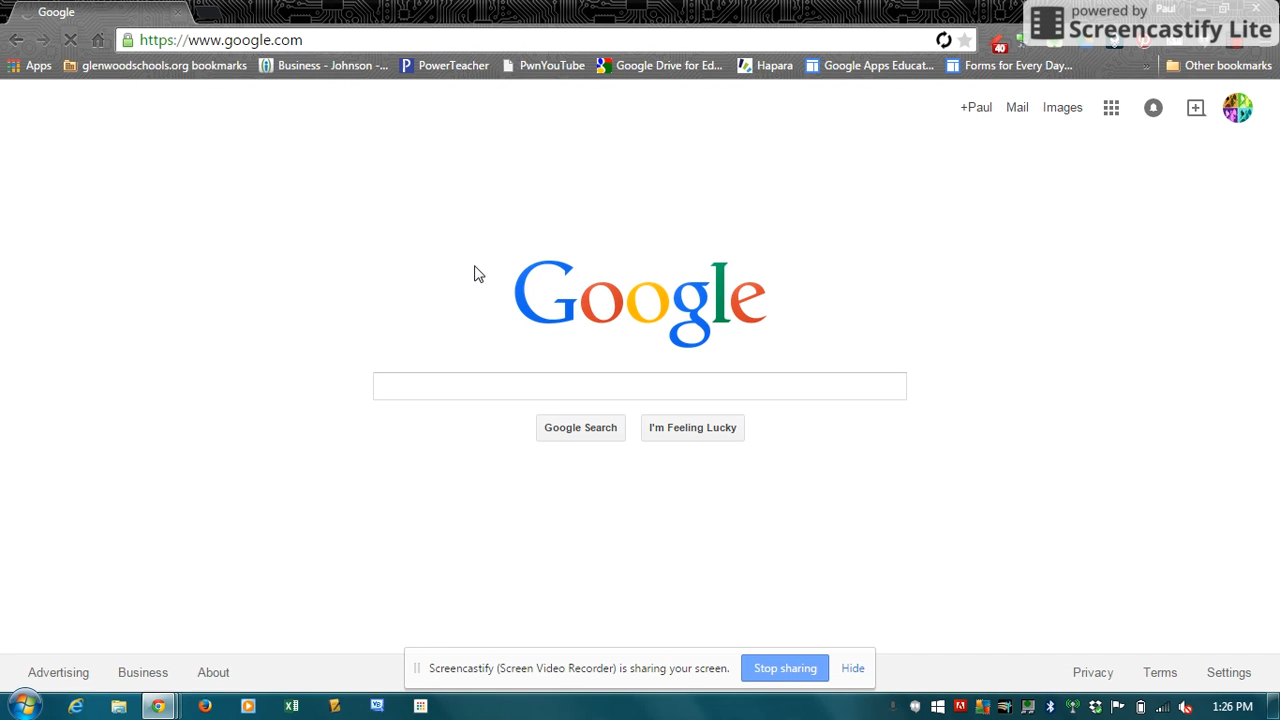 Google
Paul
powered by
Screencastify Lite
https://www.google.com
40
Apps
glenwoodschools.org bookmarks
Business - Johnson -...
PowerTeacher
PwnYouTube
Google Drive for Ed...
Hapara
Google Apps Educat...
Forms for Every Day...
»
Other bookmarks
+Paul
Mail
Images
Google
Google Search
I'm Feeling Lucky
Screencastify (Screen Video Recorder) is sharing your screen.
Stop sharing
Hide
Advertising
Business
About
Privacy
Terms
Settings
1:26 PM